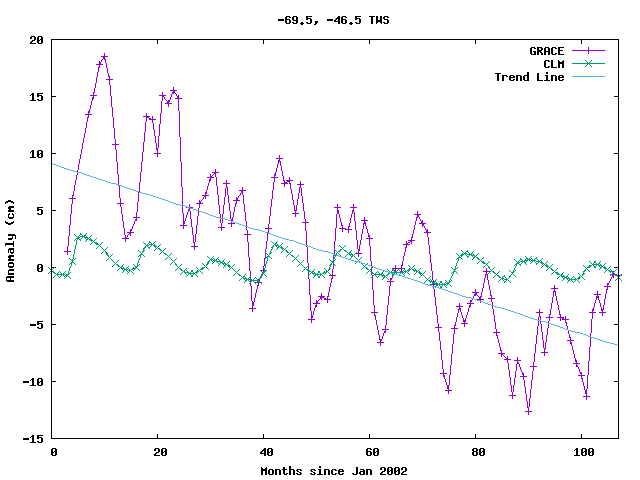 -69.5, -46.5 TWS
GRACE
CLM
Trend Line
20
15
10
5
0
-5
-10
-15
Anomaly (cm)
0 20 40 60 80 100
Months since Jan 2002